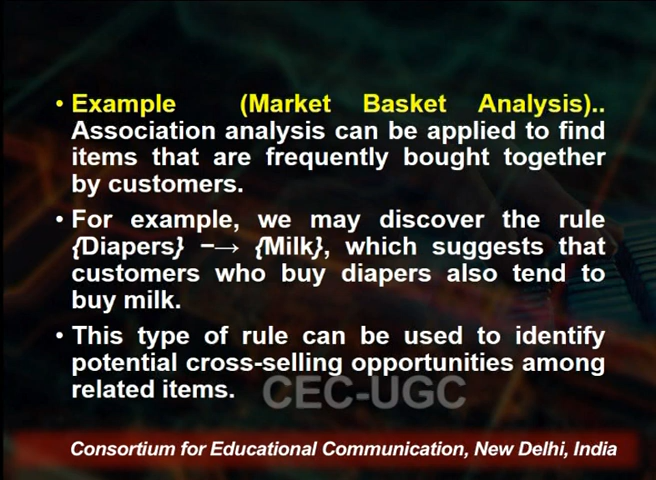 • Example (Market Basket Analysis)..
Association analysis can be applied to find
items that are frequently bought together
by customers.
• For example, we may discover the rule
{Diapers} −→ {Milk}, which suggests that
customers who buy diapers also tend to
buy milk.
• This type of rule can be used to identify
potential cross-selling opportunities among
related items.
CEC-UGC
Consortium for Educational Communication, New Delhi, India